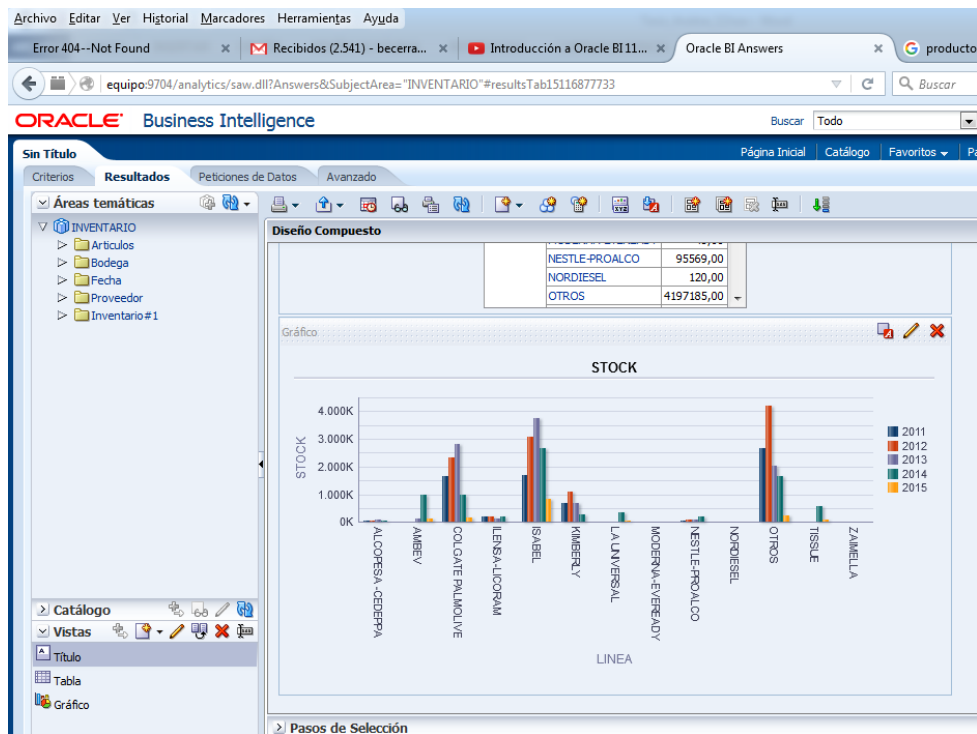 Archivo Editar Ver Historial Marcadores Herramientas Ayuda
Error 404--Not Found × Recibidos (2.541) - becerra... × Introducción a Oracle BI 11... × Oracle BI Answers × producto
equipo:9704/analytics/saw.dll?Answers&SubjectArea="INVENTARIO"#resultsTab15116877733 Buscar
ORACLE Business Intelligence Buscar Todo
Sin Título Página Inicial Catálogo Favoritos
Criterios Resultados Peticiones de Datos Avanzado
Áreas temáticas
INVENTARIO
Articulos
Bodega
Fecha
Proveedor
Inventario#1
Catálogo
Vistas
Título
Tabla
Gráfico
Diseño Compuesto
NESTLE-PROALCO 95569,00
NORDIESEL 120,00
OTROS 4197185,00
Gráfico
STOCK
STOCK
4.000K
3.000K
2.000K
1.000K
0K
2011
2012
2013
2014
2015
ALCOPESA -CEDEPPA
AMBEV
COLGATE PALMOLIVE
ILENSA-LICORAM
ISABEL
KIMBERLY
LA UNIVERSAL
MODERNA-EVEREADY
NESTLE-PROALCO
NORDIESEL
OTROS
TISSUE
ZAIMELLA
LINEA
Pasos de Selección